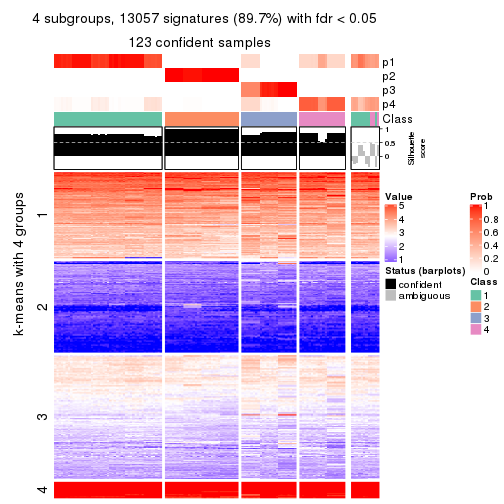 4 subgroups, 13057 signatures (89.7%) with fdr < 0.05
123 confident samples
p1
p2
p3
p4
Class
1
0.5
0
Silhouette
score
k-means with 4 groups
1
2
3
4
Value
5
4
3
2
1
Status (barplots)
confident
ambiguous
Prob
1
0.8
0.6
0.4
0.2
0
Class
1
2
3
4